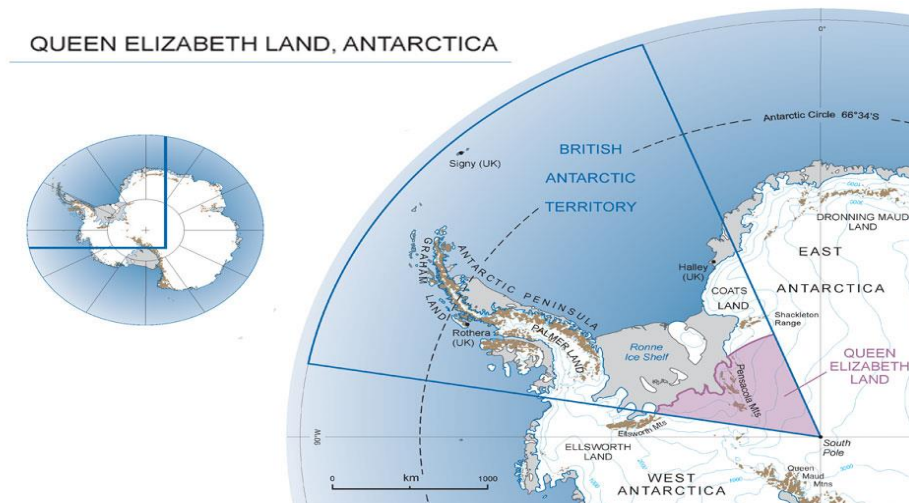 QUEEN ELIZABETH LAND, ANTARCTICA
0°
Antarctic Circle 66°34'S
BRITISH
ANTARCTIC
TERRITORY
Signy (UK)
DRONNING MAUD
LAND
EAST
ANTARCTICA
Halley
(UK)
COATS
LAND
Shackleton
Range
GRAHAM
LAND
ANTARCTIC PENINSULA
Rothera
(UK)
PALMER LAND
Ronne
Ice Shelf
QUEEN
ELIZABETH
LAND
Pensacola Mts
90°W
Ellsworth Mts
ELLSWORTH
LAND
South
Pole
WEST
ANTARCTICA
Queen
Maud
Mtns
0 km 1000